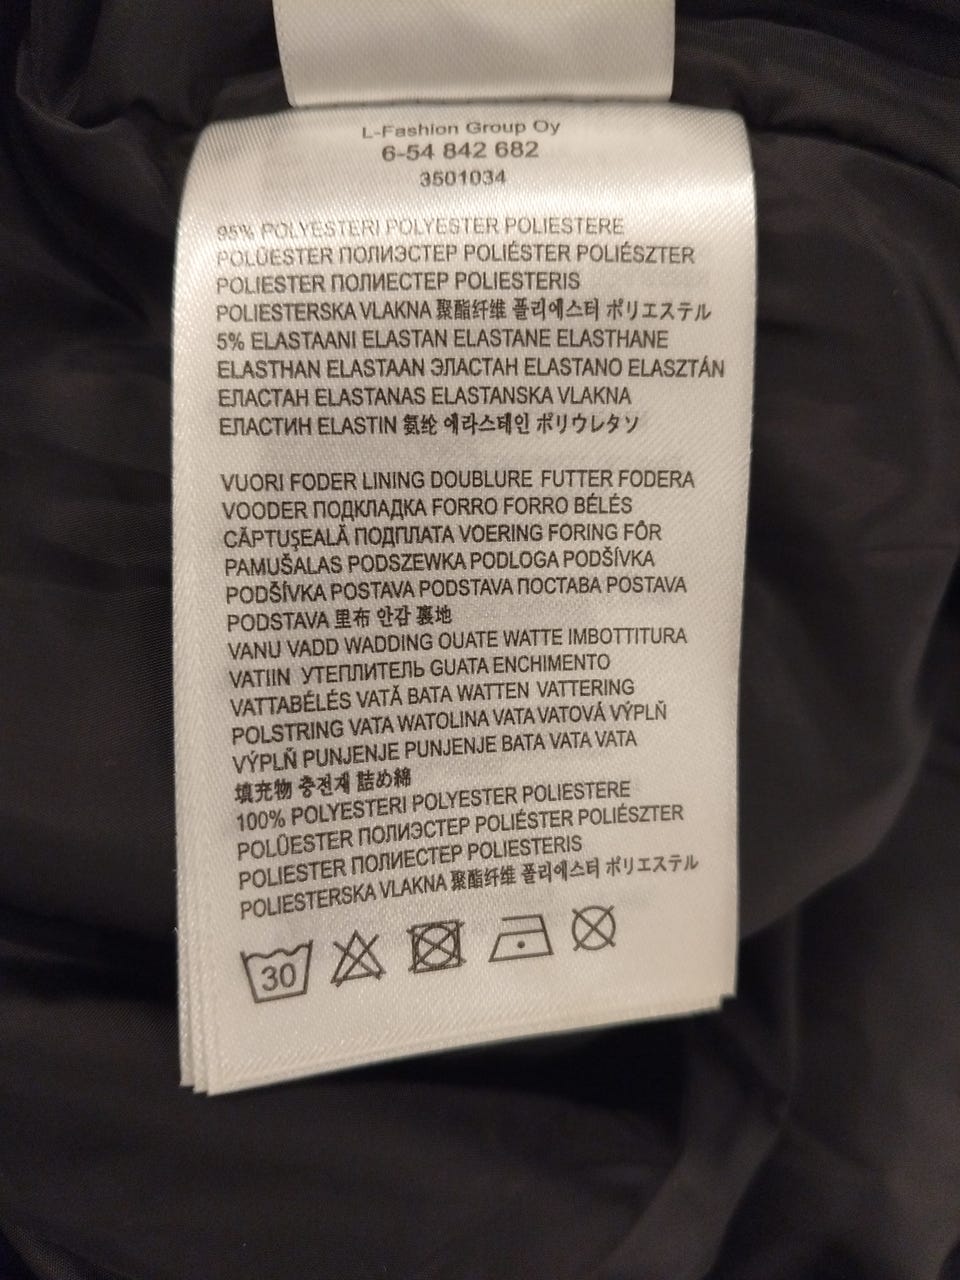 L-Fashion Group Oy
6-54 842 682
3501034
95% POLYESTERI POLYESTER POLIESTERE
POLÜESTER ПОЛИЭСТЕР POLIÉSTER POLIÉSZTER
POLIESTER ПОЛИЕСТЕР POLIESTERIS
POLIESTERSKA VLAKNA 聚酯纤维 폴리에스터 ポリエステル
5% ELASTAANI ELASTAN ELASTANE ELASTHANE
ELASTHAN ELASTAAN ЭЛАСТАН ELASTANO ELASZTÁN
ЕЛАСТАН ELASTANAS ELASTANSKA VLAKNA
ЕЛАСТИН ELASTIN 氨纶 에라스테인 ポリウレタソ
VUORI FODER LINING DOUBLURE FUTTER FODERA
VOODER ПОДКЛАДКА FORRO FORRO BÉLÉS
CĂPTUȘEALĂ ПОДПЛАТА VOERING FORING FÔR
PAMUŠALAS PODSZEWKA PODLOGA PODŠÍVKA
PODŠÍVKA POSTAVA PODSTAVA ПОСТАВА POSTAVA
PODSTAVA 里布 안감 裏地
VANU VADD WADDING OUATE WATTE IMBOTTITURA
VATIIN УТЕПЛИТЕЛЬ GUATA ENCHIMENTO
VATTABÉLÉS VATĂ BATA WATTEN VATTERING
POLSTRING VATA WATOLINA VATA VATOVÁ VÝPLŇ
VÝPLŇ PUNJENJE PUNJENJE BATA VATA VATA
填充物 충전재 詰め綿
100% POLYESTERI POLYESTER POLIESTERE
POLÜESTER ПОЛИЭСТЕР POLIÉSTER POLIÉSZTER
POLIESTER ПОЛИЕСТЕР POLIESTERIS
POLIESTERSKA VLAKNA 聚酯纤维 폴리에스터 ポリエステル
30